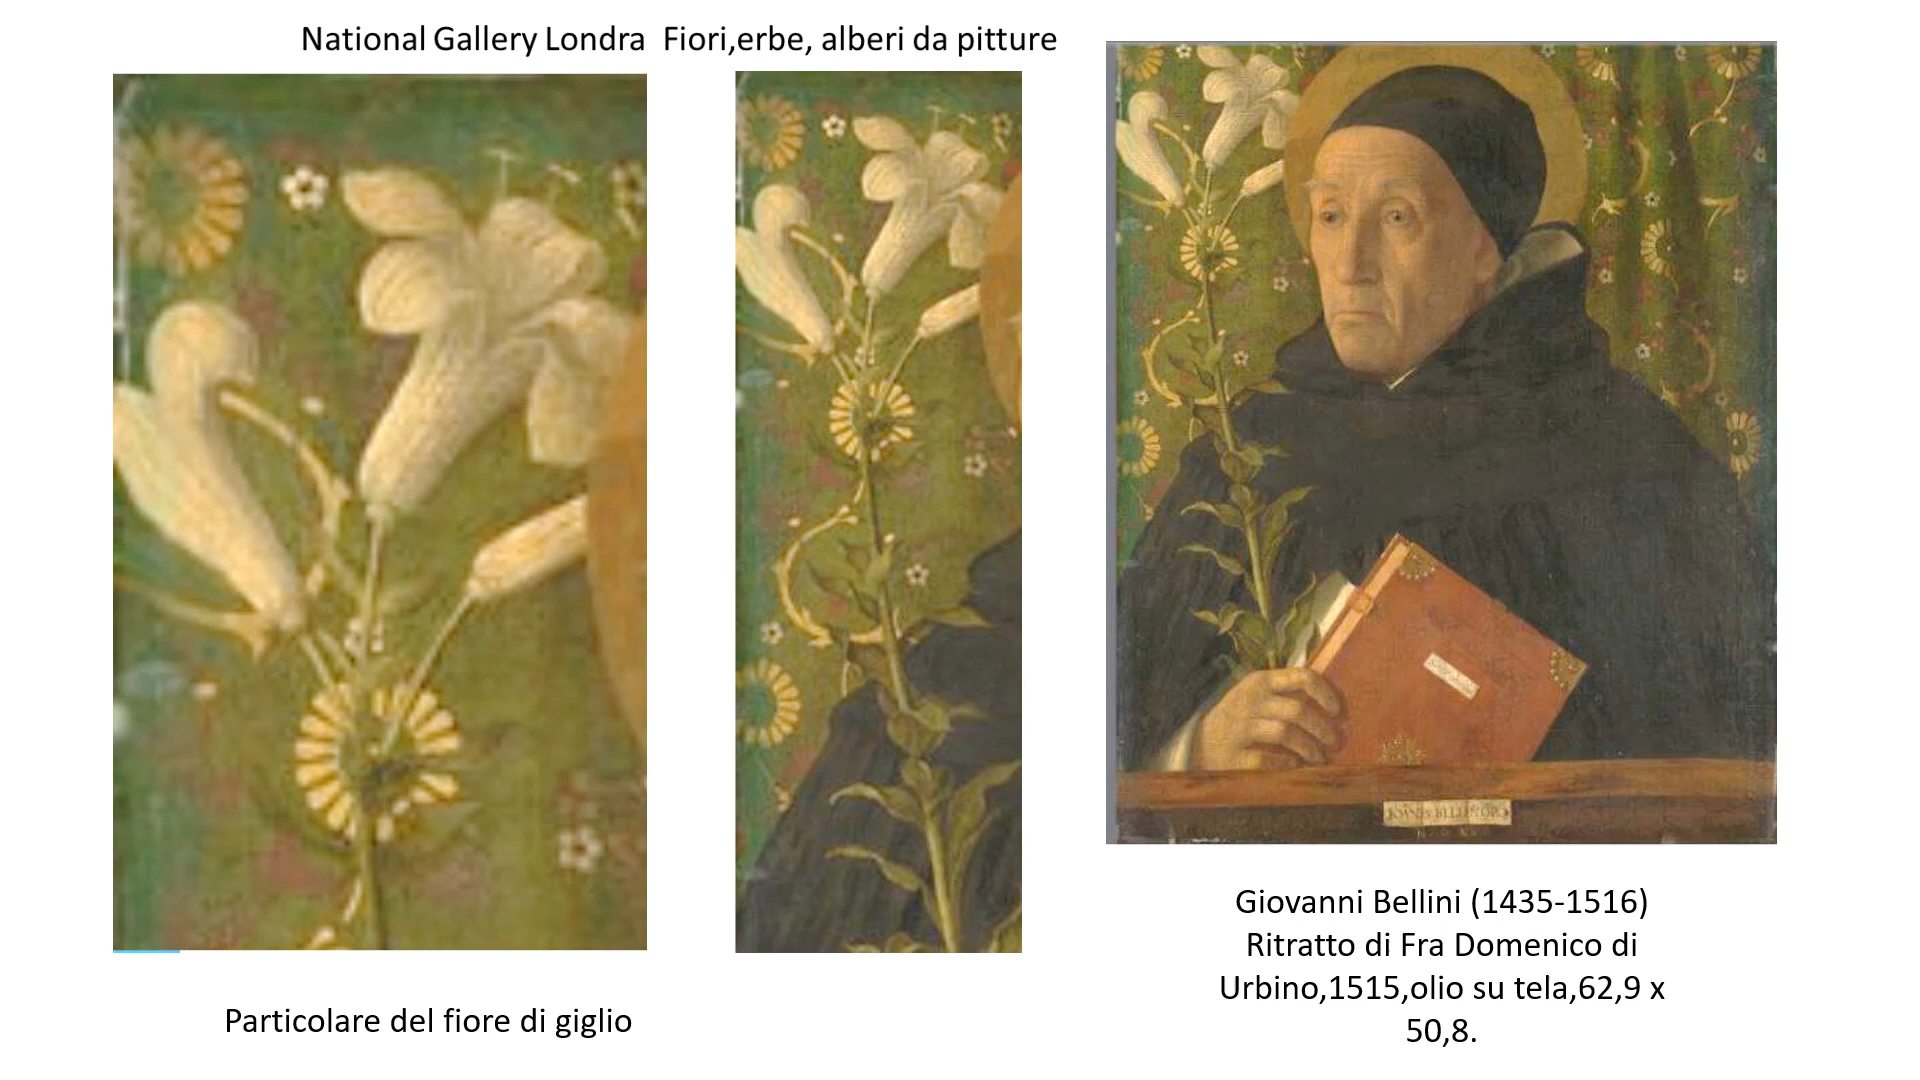 National Gallery Londra  Fiori,erbe, alberi da pitture
Particolare del fiore di giglio
Giovanni Bellini (1435-1516)
Ritratto di Fra Domenico di
Urbino,1515,olio su tela,62,9 x
50,8.